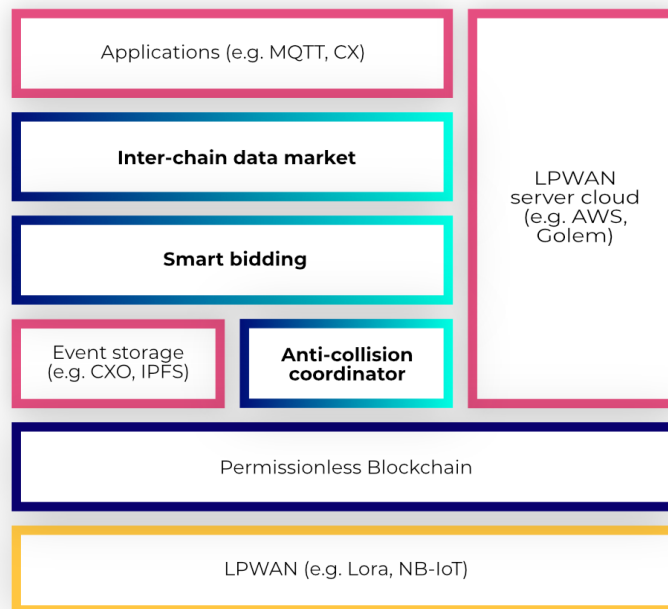 Applications (e.g. MQTT, CX)
Inter-chain data market
Smart bidding
Event storage
(e.g. CXO, IPFS)
Anti-collision
coordinator
LPWAN
server cloud
(e.g. AWS,
Golem)
Permissionless Blockchain
LPWAN (e.g. Lora, NB-IoT)